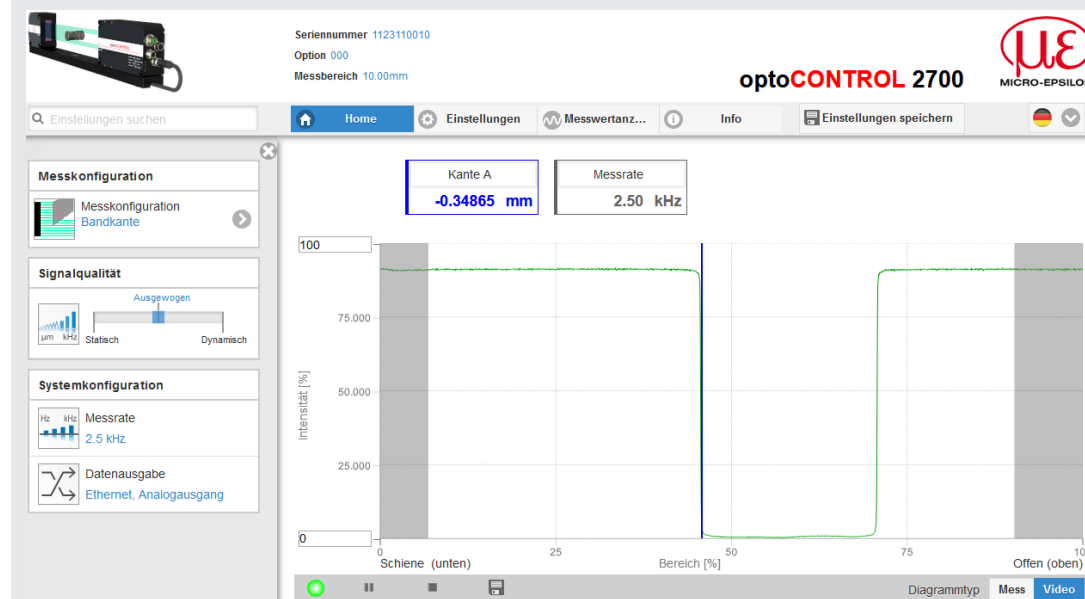 Seriennummer 1123110010
Option 000
Messbereich 10.00mm
optoCONTROL 2700
με
MICRO-EPSILO
Einstellungen suchen
Home
Einstellungen
Messwertanz...
Info
Einstellungen speichern
Messkonfiguration
Messkonfiguration
Bandkante
Signalqualität
Ausgewogen
µm kHz
Statisch
Dynamisch
Systemkonfiguration
Hz kHz
Messrate
2.5 kHz
Datenausgabe
Ethernet, Analogausgang
Kante A
-0.34865 mm
Messrate
2.50 kHz
100
75.000
50.000
25.000
0
Intensität [%]
0 25 50 75 10
Schiene (unten)
Bereich [%]
Offen (oben)
Diagrammtyp
Mess
Video